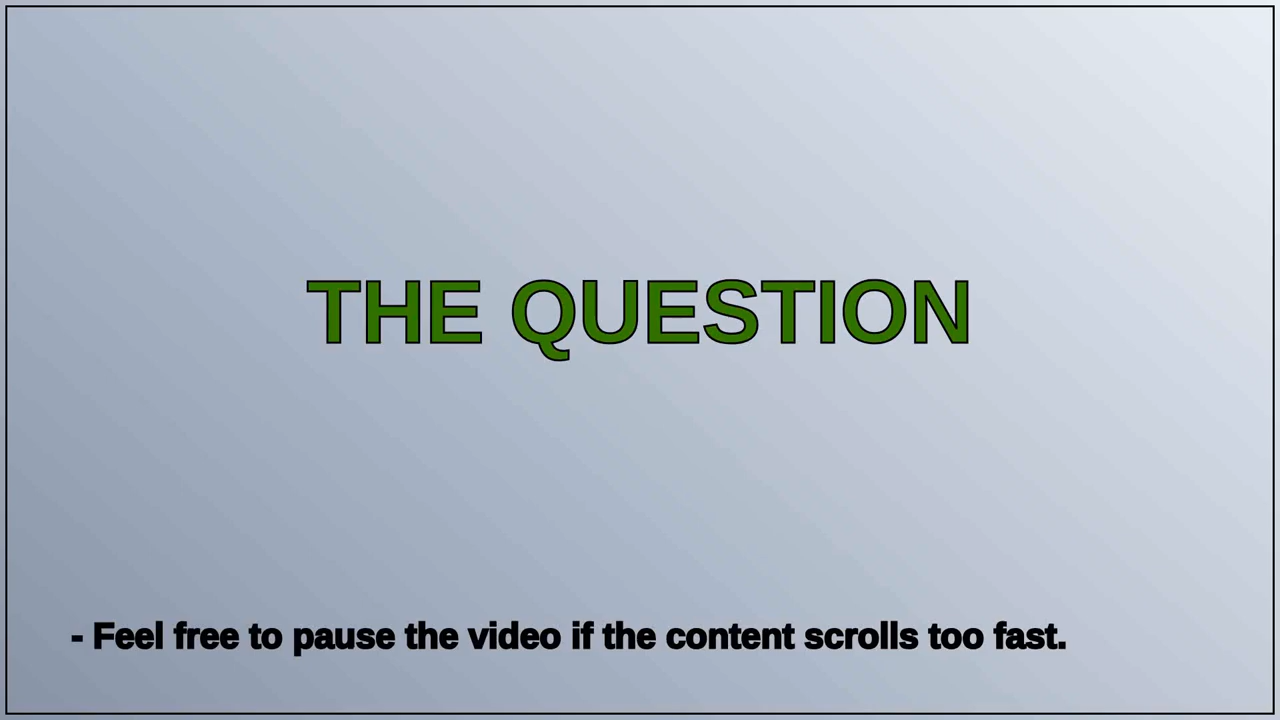 THE QUESTION
- Feel free to pause the video if the content scrolls too fast.